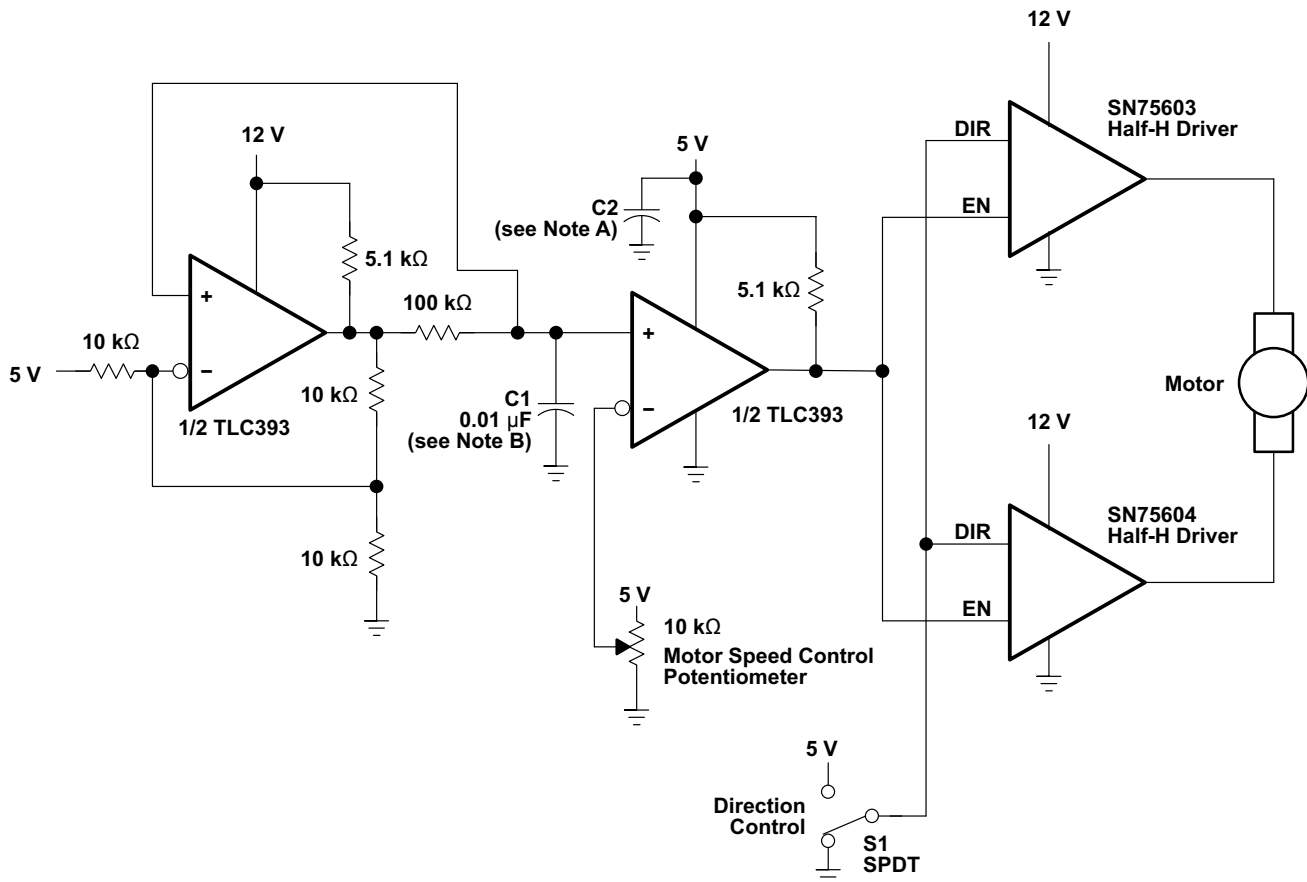 12 V
SN75603
Half-H Driver
DIR
EN
12 V
5 V
C2
(see Note A)
5.1 kΩ
5.1 kΩ
+
−
10 kΩ
5 V
1/2 TLC393
100 kΩ
10 kΩ
10 kΩ
C1
0.01 µF
(see Note B)
+
−
1/2 TLC393
Motor
12 V
SN75604
Half-H Driver
DIR
EN
5 V
10 kΩ
Motor Speed Control
Potentiometer
5 V
Direction
Control
S1
SPDT